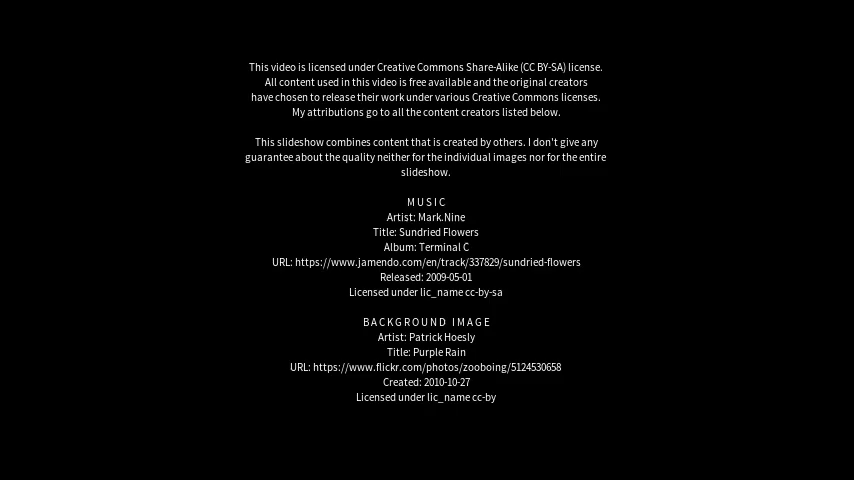 This video is licensed under Creative Commons Share-Alike (CC BY-SA) license.
All content used in this video is free available and the original creators
have chosen to release their work under various Creative Commons licenses.
My attributions go to all the content creators listed below.
This slideshow combines content that is created by others. I don't give any
guarantee about the quality neither for the individual images nor for the entire
slideshow.
M U S I C
Artist: Mark.Nine
Title: Sundried Flowers
Album: Terminal C
URL: https://www.jamendo.com/en/track/337829/sundried-flowers
Released: 2009-05-01
Licensed under lic_name cc-by-sa
B A C K G R O U N D   I M A G E
Artist: Patrick Hoesly
Title: Purple Rain
URL: https://www.flickr.com/photos/zooboing/5124530658
Created: 2010-10-27
Licensed under lic_name cc-by